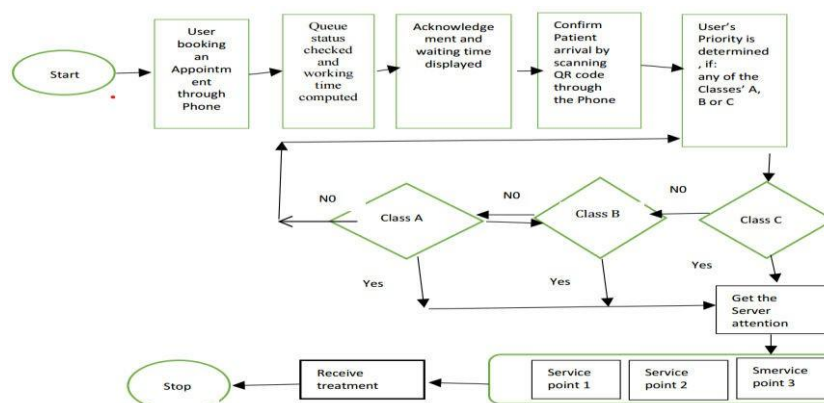 Start
User
booking
an
Appointm
ent
through
Phone
Queue
status
checked and
working
time
computed
Acknowledge
ment and
waiting time
displayed
Confirm
Patient
arrival by
scanning
QR code
through
the Phone
User's
Priority is
determined
, if:
any of the
Classes' A,
B or C
N0
Class A
N0
Class B
N0
Class C
Yes
Yes
Yes
Get the
Server
attention
Stop
Receive
treatment
Service
point 1
Service
point 2
Smervice
point 3